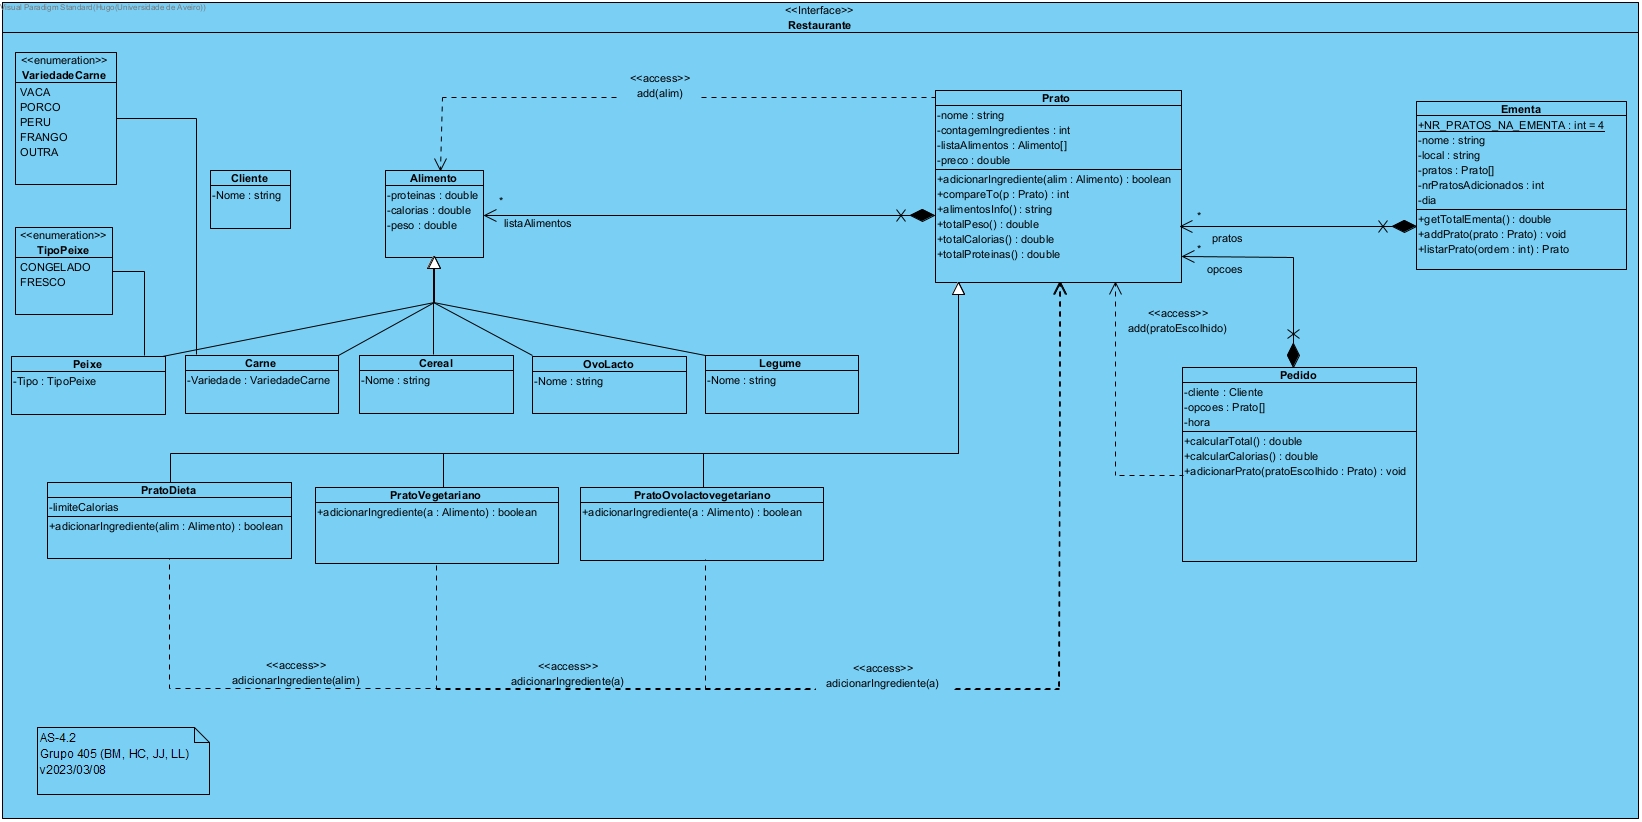 Visual Paradigm Standard(Hugo(Universidade de Aveiro))
<<Interface>>
Restaurante
<<enumeration>>
VariedadeCarne
VACA
PORCO
PERU
FRANGO
OUTRA
<<enumeration>>
TipoPeixe
CONGELADO
FRESCO
Cliente
-Nome : string
<<access>>
add(alim)
Alimento
-proteinas : double
-calorias : double
-peso : double
*
listaAlimentos
Prato
-nome : string
-contagemIngredientes : int
-listaAlimentos : Alimento[]
-preco : double
+adicionarIngrediente(alim : Alimento) : boolean
+compareTo(p : Prato) : int
+alimentosInfo() : string
+totalPeso() : double
+totalCalorias() : double
+totalProteinas() : double
Ementa
+NR_PRATOS_NA_EMENTA : int = 4
-nome : string
-local : string
-pratos : Prato[]
-nrPratosAdicionados : int
-dia
+getTotalEmenta() : double
+addPrato(prato : Prato) : void
+listarPrato(ordem : int) : Prato
*
pratos
*
opcoes
<<access>>
add(pratoEscolhido)
Peixe
-Tipo : TipoPeixe
Carne
-Variedade : VariedadeCarne
Cereal
-Nome : string
OvoLacto
-Nome : string
Legume
-Nome : string
Pedido
-cliente : Cliente
-opcoes : Prato[]
-hora
+calcularTotal() : double
+calcularCalorias() : double
+adicionarPrato(pratoEscolhido : Prato) : void
PratoDieta
-limiteCalorias
+adicionarIngrediente(alim : Alimento) : boolean
PratoVegetariano
+adicionarIngrediente(a : Alimento) : boolean
PratoOvolactovegetariano
+adicionarIngrediente(a : Alimento) : boolean
<<access>>
adicionarIngrediente(alim)
<<access>>
adicionarIngrediente(a)
<<access>>
adicionarIngrediente(a)
AS-4.2
Grupo 405 (BM, HC, JJ, LL)
v2023/03/08